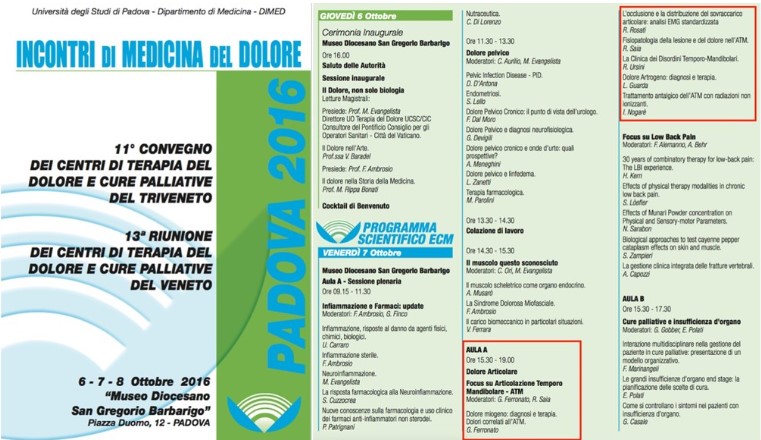 Università degli Studi di Padova - Dipartimento di Medicina - DIMED
INCONTRI DI MEDICINA DEL DOLORE
PADOVA 2016
11° CONVEGNO
DEI CENTRI DI TERAPIA DEL
DOLORE E CURE PALLIATIVE
DEL TRIVENETO
13ª RIUNIONE
DEI CENTRI DI TERAPIA DEL
DOLORE E CURE PALLIATIVE
DEL VENETO
6 - 7 - 8 Ottobre 2016
“Museo Diocesano
San Gregorio Barbarigo”
Piazza Duomo, 12 - PADOVA
GIOVEDÌ 6 Ottobre
Cerimonia Inaugurale
Museo Diocesano San Gregorio Barbarigo
Ore 16.00
Saluto delle Autorità
Sessione inaugurale
Il Dolore, non solo biologia
Letture Magistrali:
Presiede: Prof. M. Evangelista
Direttore UO Terapia del Dolore UCSC/CIC
Consultore del Pontificio Consiglio per gli
Operatori Sanitari - Città del Vaticano.
Il Dolore nell'Arte.
Prof.ssa V. Baradel
Presiede: Prof. F. Ambrosio
Il dolore nella Storia della Medicina.
Prof. M. Rippa Bonati
Cocktail di Benvenuto
PROGRAMMA
SCIENTIFICO ECM
VENERDÌ 7 Ottobre
Museo Diocesano San Gregorio Barbarigo
Aula A - Sessione plenaria
Ore 09.15 - 11.30
Infiammazione e Farmaci: update
Moderatori: F. Ambrosio, G. Finco
Infiammazione, risposte al danno da agenti fisici,
chimici, biologici.
U. Carraro
Infiammazione sterile.
F. Ambrosio
Neuroinfiammazione.
M. Evangelista
La risposta farmacologica alla Neuroinfiammazione.
S. Cuzzocrea
Nuove conoscenze sulla farmacologia e uso clinico
dei farmaci anti-infiammatori non steroidei.
P. Patrignani
Nutraceutica.
C. Di Lorenzo
Ore 11.30 - 13.30
Dolore pelvico
Moderatori: C. Aurilio, M. Evangelista
Pelvic Infection Disease - PID.
D. D'Antona
Endometriosi.
S. Lello
Dolore Pelvico Cronico: il punto di vista dell'urologo.
F. Dal Moro
Dolore Pelvico e diagnosi neurofisiologica.
G. Devigili
Dolore pelvico cronico e onde d'urto: quali
prospettive?
A. Meneghini
Dolore pelvico e linfedema.
L. Zanetti
Terapia farmacologica.
M. Parolini
Ore 13.30 - 14.30
Colazione di lavoro
Ore 14.30 - 15.30
Il muscolo questo sconosciuto
Moderatori: C. Ori, M. Evangelista
Il muscolo scheletrico come organo endocrino.
A. Musarò
La Sindrome Dolorosa Miofasciale.
F. Ambrosio
Il carico biomeccanico in particolari situazioni.
V. Ferrara
AULA A
Ore 15.30 - 19.00
Dolore Articolare
Focus su Articolazione Temporo
Mandibolare - ATM
Moderatori: G. Ferronato, R. Saia
Dolore miogeno: diagnosi e terapia.
Dolori correlati all'ATM.
G. Ferronato
L'occlusione e la distribuzione del sovraccarico
articolare: analisi EMG standardizzata
R. Rosati
Fisiopatologia della lesione e del dolore nell'ATM.
R. Saia
La Clinica dei Disordini Temporo-Mandibolari.
R. Ursini
Dolore Artrogeno: diagnosi e terapia.
L. Guarda
Trattamento antalgico dell'ATM con radiazioni non
ionizzanti.
I. Nogarè
Focus su Low Back Pain
Moderatori: F. Alemanno, A. Behr
30 years of combinatory therapy for low-back pain:
The LBI experience.
H. Kern
Effects of physical therapy modalities in chronic
low back pain.
S. Löefler
Effects of Munari Powder concentration on
Physical and Sensory-motor Parameters.
N. Sarabon
Biological approaches to test cayenne pepper
cataplasm effects on skin and muscle.
S. Zampieri
La gestione clinica integrata delle fratture vertebrali.
A. Capozzi
AULA B
Ore 15.30 - 17.30
Cure palliative e insufficienza d'organo
Moderatori: G. Gobber, E. Polati
Interazione multidisciplinare nella gestione del
paziente in cure palliative: presentazione di un
modello organizzativo.
F. Marinangeli
Le grandi insufficienze d'organo end stage: la
pianificazione delle scelte di cura.
E. Polati
Come si controllano i sintomi nei pazienti con
insufficienza d'organo.
G. Casale